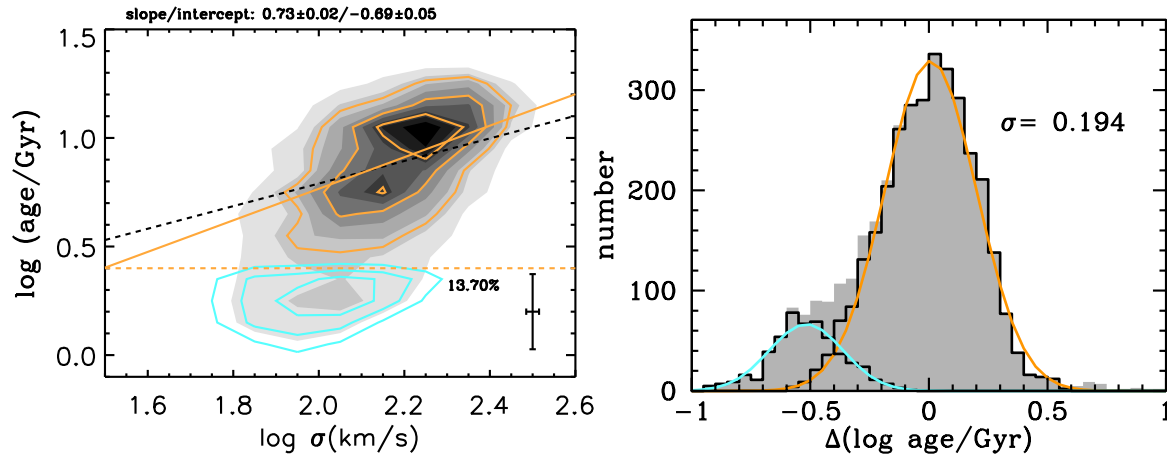 slope/intercept: 0.73±0.02/−0.69±0.05
log (age/Gyr)
1.5
1.0
0.5
0.0
13.70%
1.6 1.8 2.0 2.2 2.4 2.6
log σ(km/s)
number
300
200
100
0
σ= 0.194
−1 −0.5 0 0.5 1
Δ(log age/Gyr)